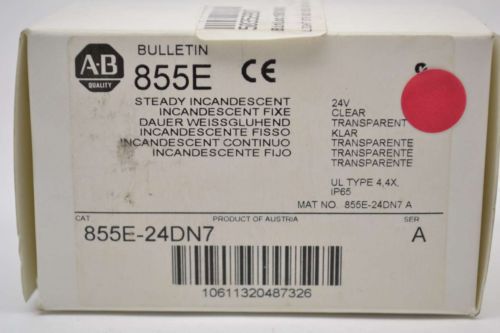 A-B
QUALITY
BULLETIN
855E CE
STEADY INCANDESCENT
INCANDESCENT FIXE
DAUER WEISSGLUHEND
INCANDESCENTE FISSO
INCANDESCENT CONTINUO
INCANDESCENTE FIJO
24V
CLEAR
TRANSPARENT
KLAR
TRANSPARENTE
TRANSPARENTE
TRANSPARENTE
UL TYPE 4,4X,
IP65
MAT NO. 855E-24DN7 A
CAT
PRODUCT OF AUSTRIA
SER
855E-24DN7
A
10611320487326